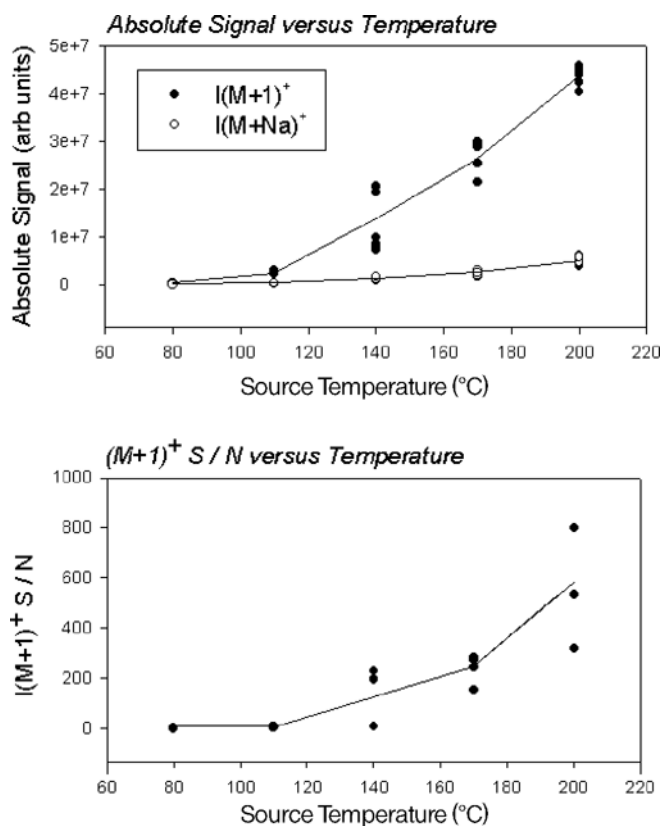 Absolute Signal versus Temperature
Absolute Signal (arb units)
5e+7
4e+7
3e+7
2e+7
1e+7
0
I(M+1)+
I(M+Na)+
60 80 100 120 140 160 180 200 220
Source Temperature (°C)
(M+1)+ S / N versus Temperature
I(M+1)+ S / N
1000
800
600
400
200
0
60 80 100 120 140 160 180 200 220
Source Temperature (°C)